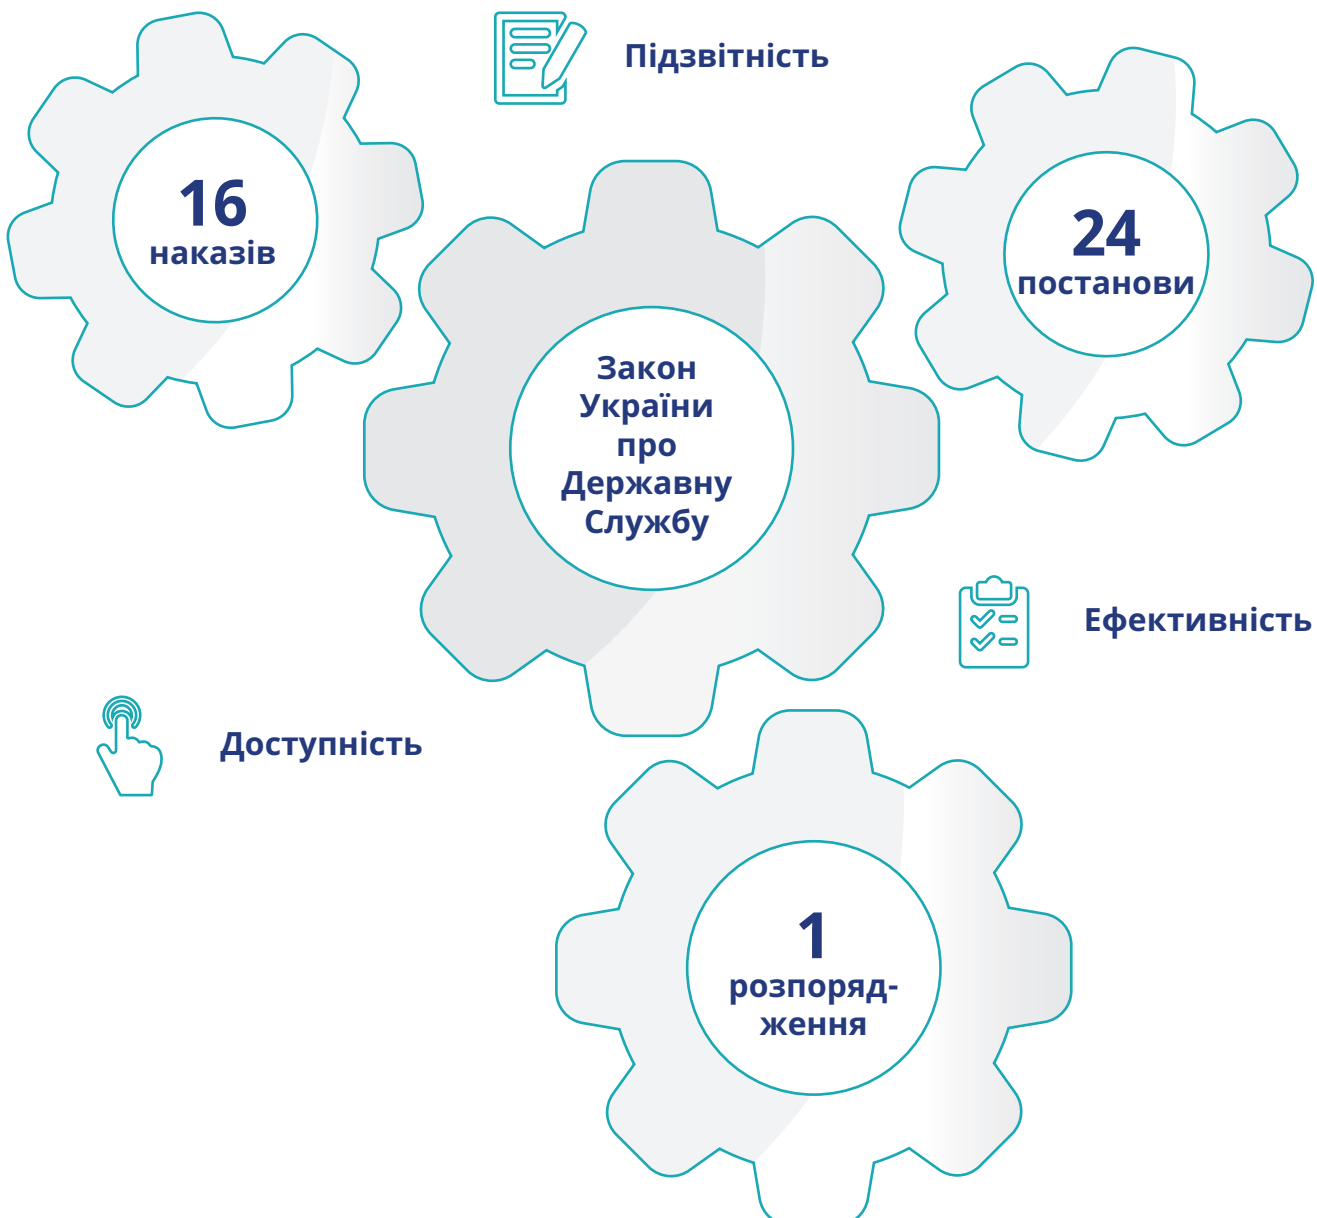 Підзвітність
16
наказів
24
постанови
Закон
України
про
Державну
Службу
Ефективність
Доступність
1
розпоряд-
ження